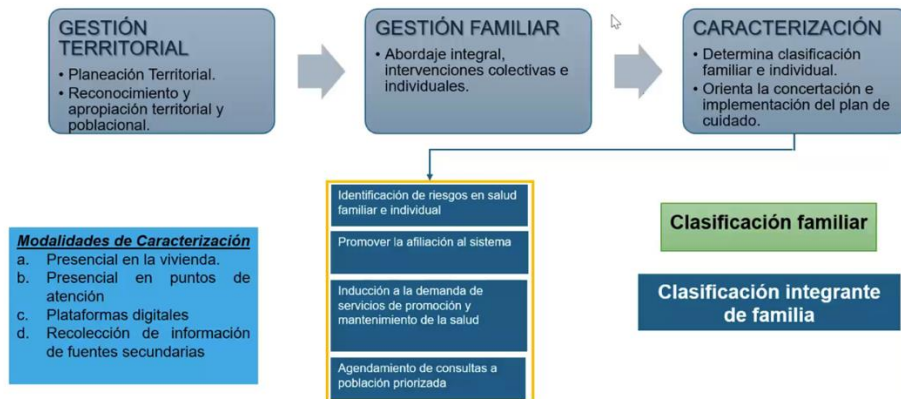 GESTIÓN
TERRITORIAL
• Planeación Territorial.
• Reconocimiento y
apropiación territorial y
poblacional.
GESTIÓN FAMILIAR
• Abordaje integral,
intervenciones colectivas e
individuales.
CARACTERIZACIÓN
• Determina clasificación
familiar e individual.
• Orienta la concertación e
implementación del plan de
cuidado.
Modalidades de Caracterización
a. Presencial en la vivienda.
b. Presencial en puntos de
atención
c. Plataformas digitales
d. Recolección de información
de fuentes secundarias
Identificación de riesgos en salud
familiar e individual
Promover la afiliación al sistema
Inducción a la demanda de
servicios de promoción y
mantenimiento de la salud
Agendamiento de consultas a
población priorizada
Clasificación familiar
Clasificación integrante
de familia